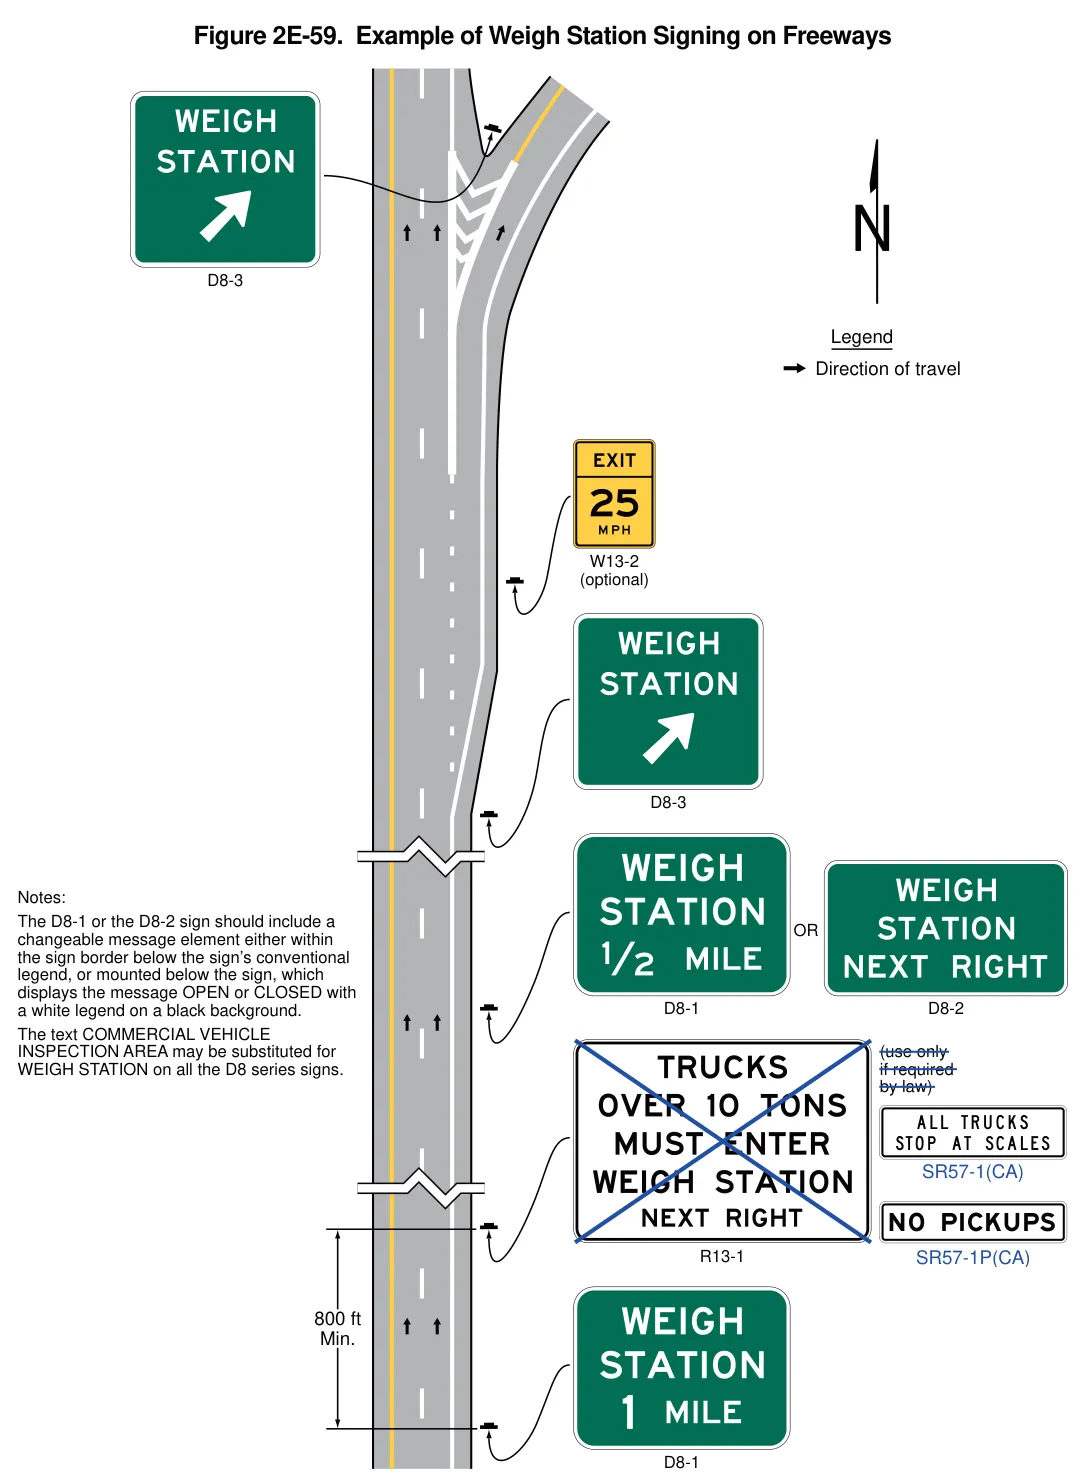 Figure 2E-59.  Example of Weigh Station Signing on Freeways
WEIGH
STATION
D8-3
N
Legend
Direction of travel
EXIT
25
MPH
W13-2
(optional)
WEIGH
STATION
D8-3
WEIGH
STATION
1/2 MILE
D8-1
OR
WEIGH
STATION
NEXT RIGHT
D8-2
Notes:
The D8-1 or the D8-2 sign should include a
changeable message element either within
the sign border below the sign's conventional
legend, or mounted below the sign, which
displays the message OPEN or CLOSED with
a white legend on a black background.
The text COMMERCIAL VEHICLE
INSPECTION AREA may be substituted for
WEIGH STATION on all the D8 series signs.
TRUCKS
OVER 10 TONS
MUST ENTER
WEIGH STATION
NEXT RIGHT
R13-1
(use only
if required
by law)
ALL TRUCKS
STOP AT SCALES
SR57-1(CA)
NO PICKUPS
SR57-1P(CA)
800 ft
Min.
WEIGH
STATION
1 MILE
D8-1